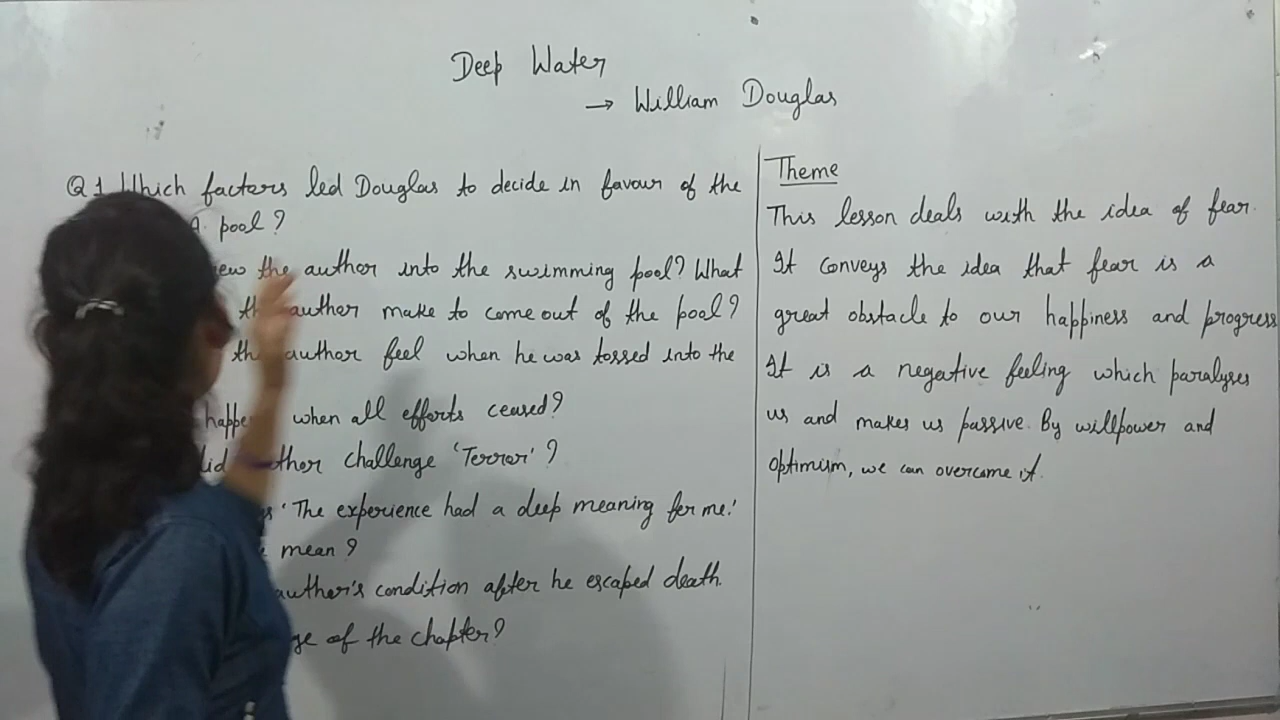 Deep Water
→ William Douglas
Q1 Which factors led Douglas to decide in favour of the
pool?
the author into the swimming pool? What
the author make to come out of the pool?
the author feel when he was tossed into the
when all efforts ceased?
challenge 'Terror'?
'The experience had a deep meaning for me.'
mean?
author's condition after he escaped death.
of the chapter?
Theme
This lesson deals with the idea of fear.
It conveys the idea that fear is a
great obstacle to our happiness and progress
It is a negative feeling which paralyses
us and makes us passive. By willpower and
optimism, we can overcome it.